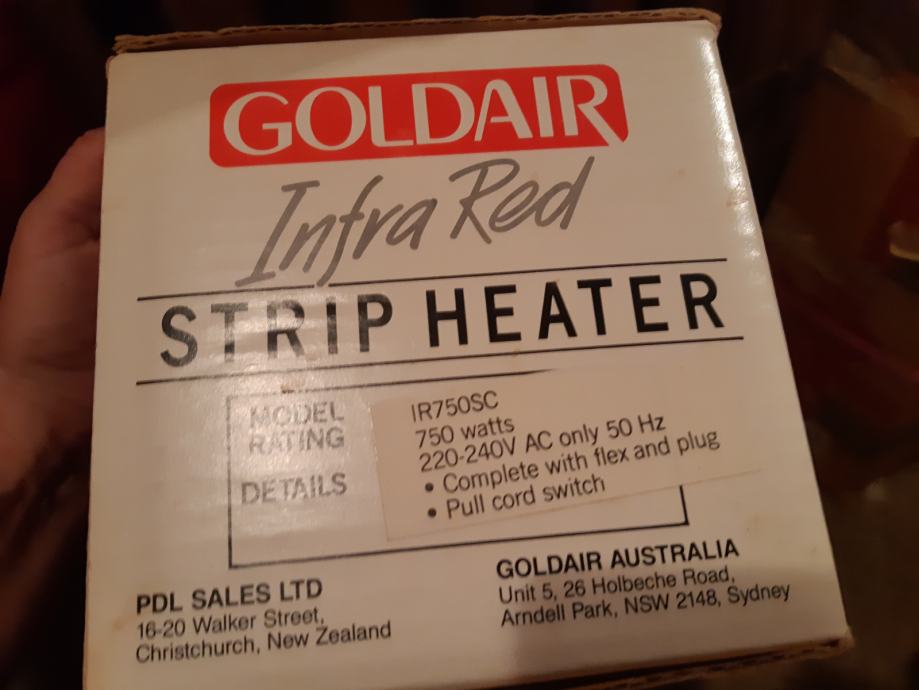 GOLDAIR
Infra Red
STRIP HEATER
MODEL IR750SC
RATING 750 watts
220-240V AC only 50 Hz
DETAILS • Complete with flex and plug
• Pull cord switch
PDL SALES LTD
16-20 Walker Street,
Christchurch, New Zealand
GOLDAIR AUSTRALIA
Unit 5, 26 Holbeche Road,
Arndell Park, NSW 2148, Sydney